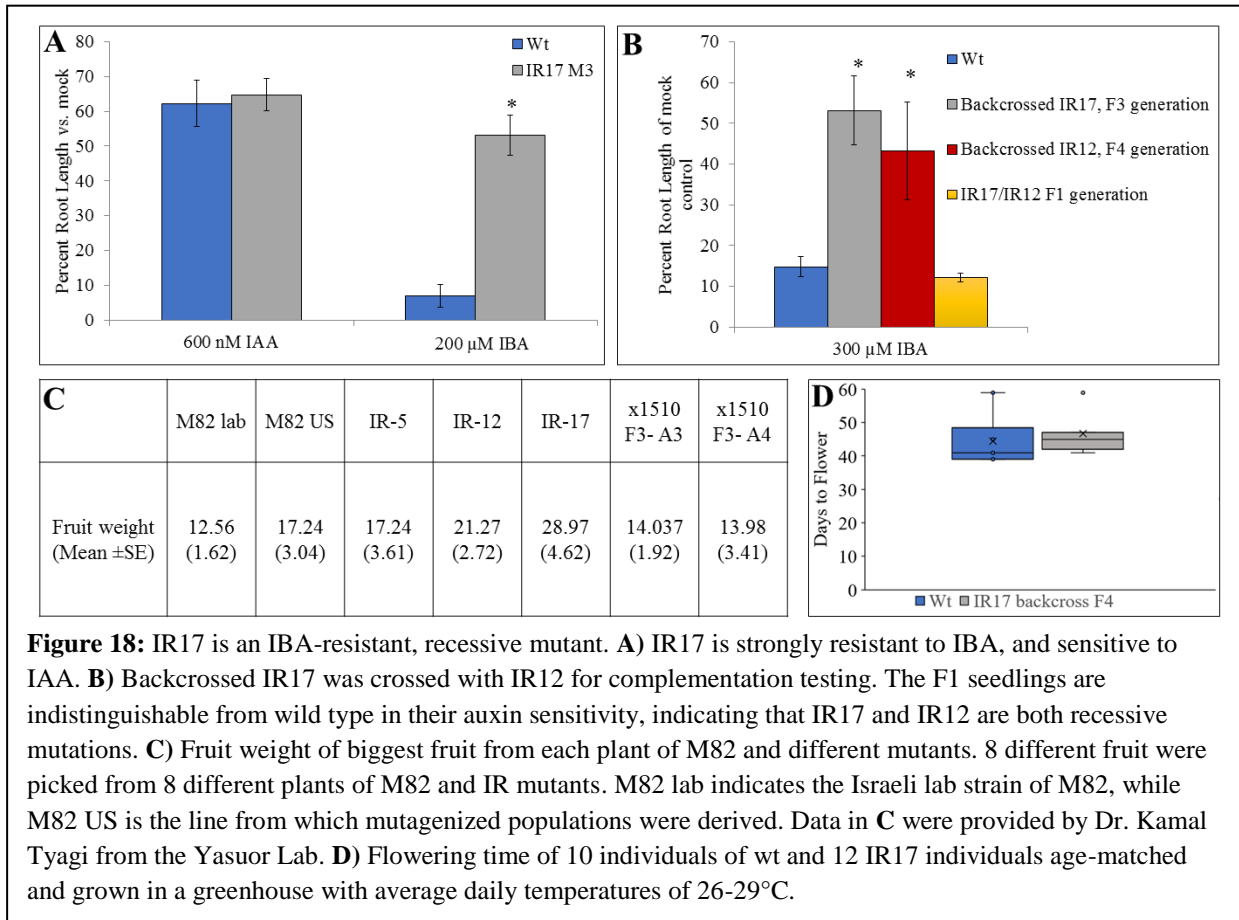 A
Percent Root Length vs. mock
80
70
60
50
40
30
20
10
0
Wt
IR17 M3
*
600 nM IAA
200 µM IBA
B
Percent Root Length of mock
control
70
60
50
40
30
20
10
0
*
*
Wt
Backcrossed IR17, F3 generation
Backcrossed IR12, F4 generation
IR17/IR12 F1 generation
300 µM IBA
C
M82 lab M82 US IR-5 IR-12 IR-17 x1510 F3- A3 x1510 F3- A4
Fruit weight (Mean ±SE) 12.56 (1.62) 17.24 (3.04) 17.24 (3.61) 21.27 (2.72) 28.97 (4.62) 14.037 (1.92) 13.98 (3.41)
D
Days to Flower
60
50
40
30
20
10
0
Wt IR17 backcross F4
Figure 18: IR17 is an IBA-resistant, recessive mutant. A) IR17 is strongly resistant to IBA, and sensitive to
IAA. B) Backcrossed IR17 was crossed with IR12 for complementation testing. The F1 seedlings are
indistinguishable from wild type in their auxin sensitivity, indicating that IR17 and IR12 are both recessive
mutations. C) Fruit weight of biggest fruit from each plant of M82 and different mutants. 8 different fruit were
picked from 8 different plants of M82 and IR mutants. M82 lab indicates the Israeli lab strain of M82, while
M82 US is the line from which mutagenized populations were derived. Data in C were provided by Dr. Kamal
Tyagi from the Yasuor Lab. D) Flowering time of 10 individuals of wt and 12 IR17 individuals age-matched
and grown in a greenhouse with average daily temperatures of 26-29°C.